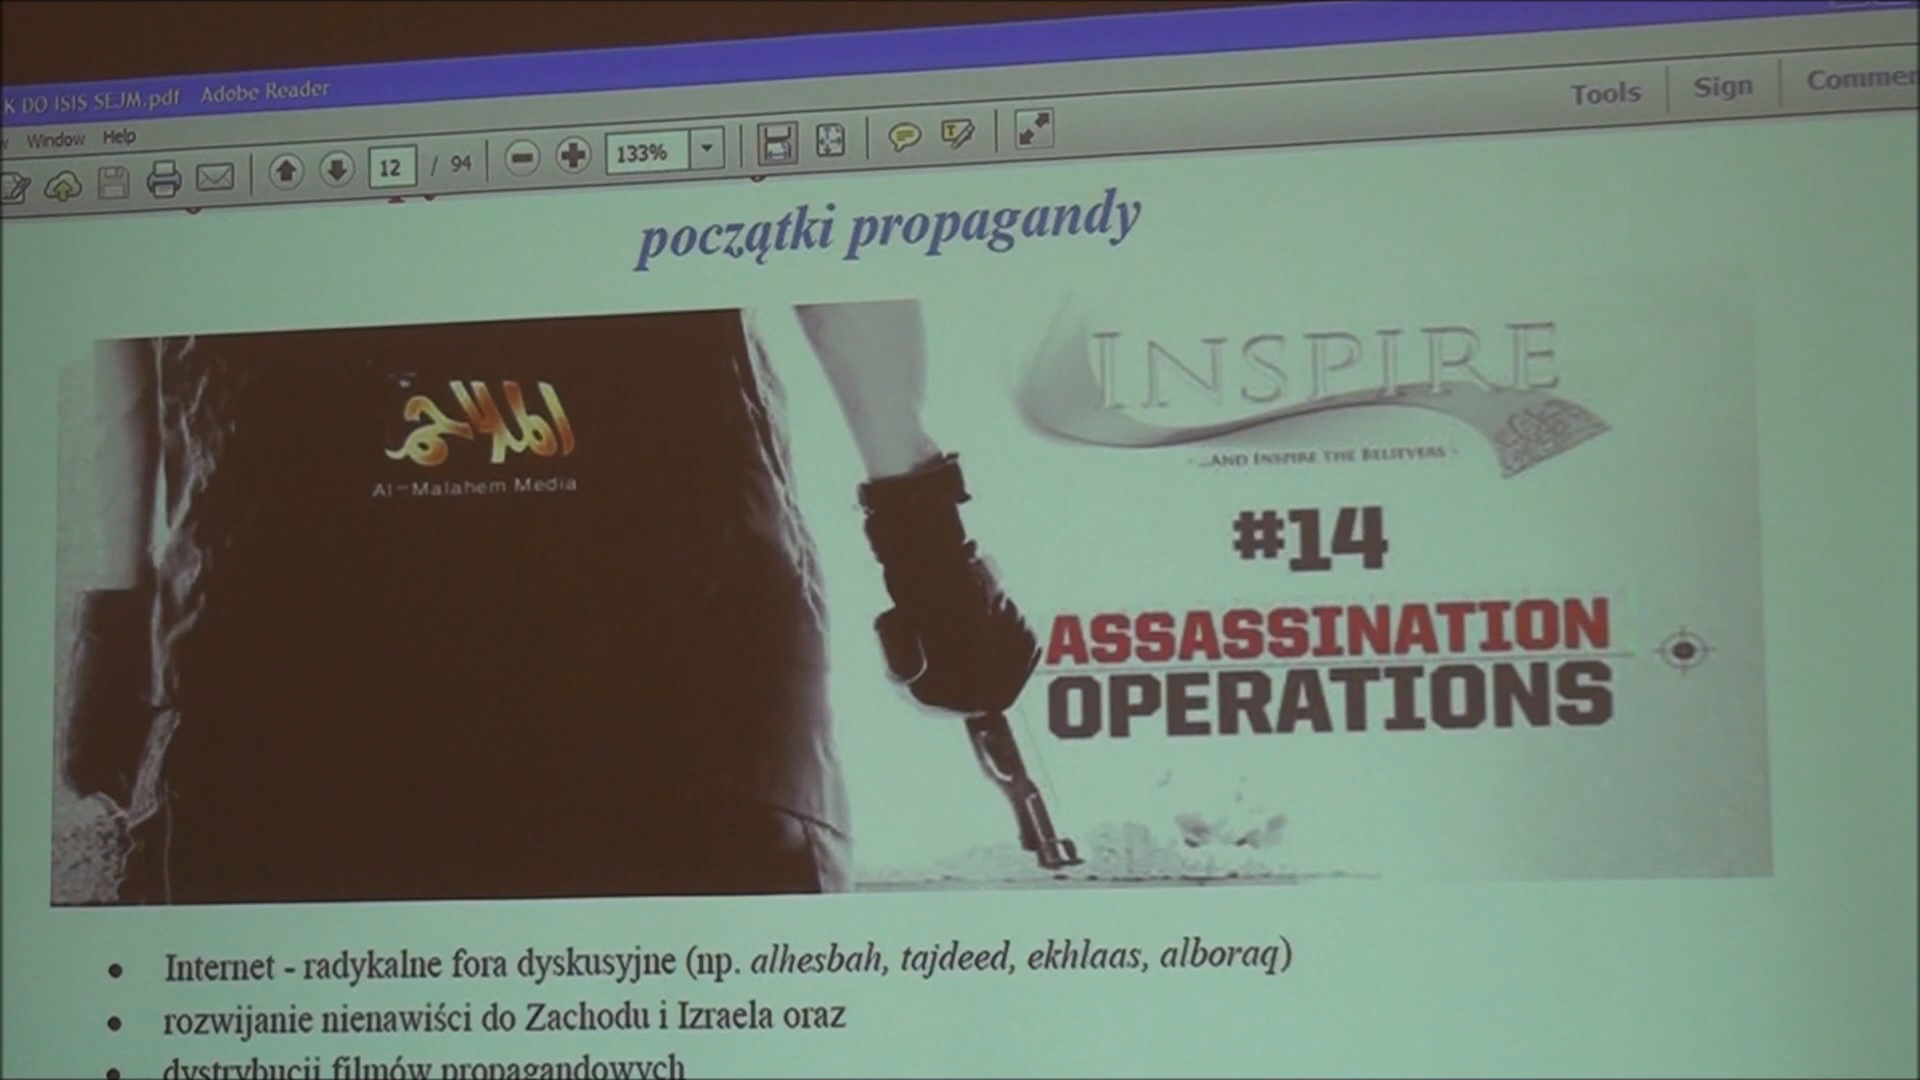 K DO ISIS SEJM.pdf Adobe Reader
Window Help
Tools Sign
12 / 94 133%
początki propagandy
الملاحم
Al-Malahem Media
INSPIRE
...AND INSPIRE THE BELIEVERS
#14
ASSASSINATION
OPERATIONS
• Internet - radykalne fora dyskusyjne (np. alhesbah, tajdeed, ekhlaas, alboraq)
• rozwijanie nienawiści do Zachodu i Izraela oraz
• dystrybucji filmów propagandowych